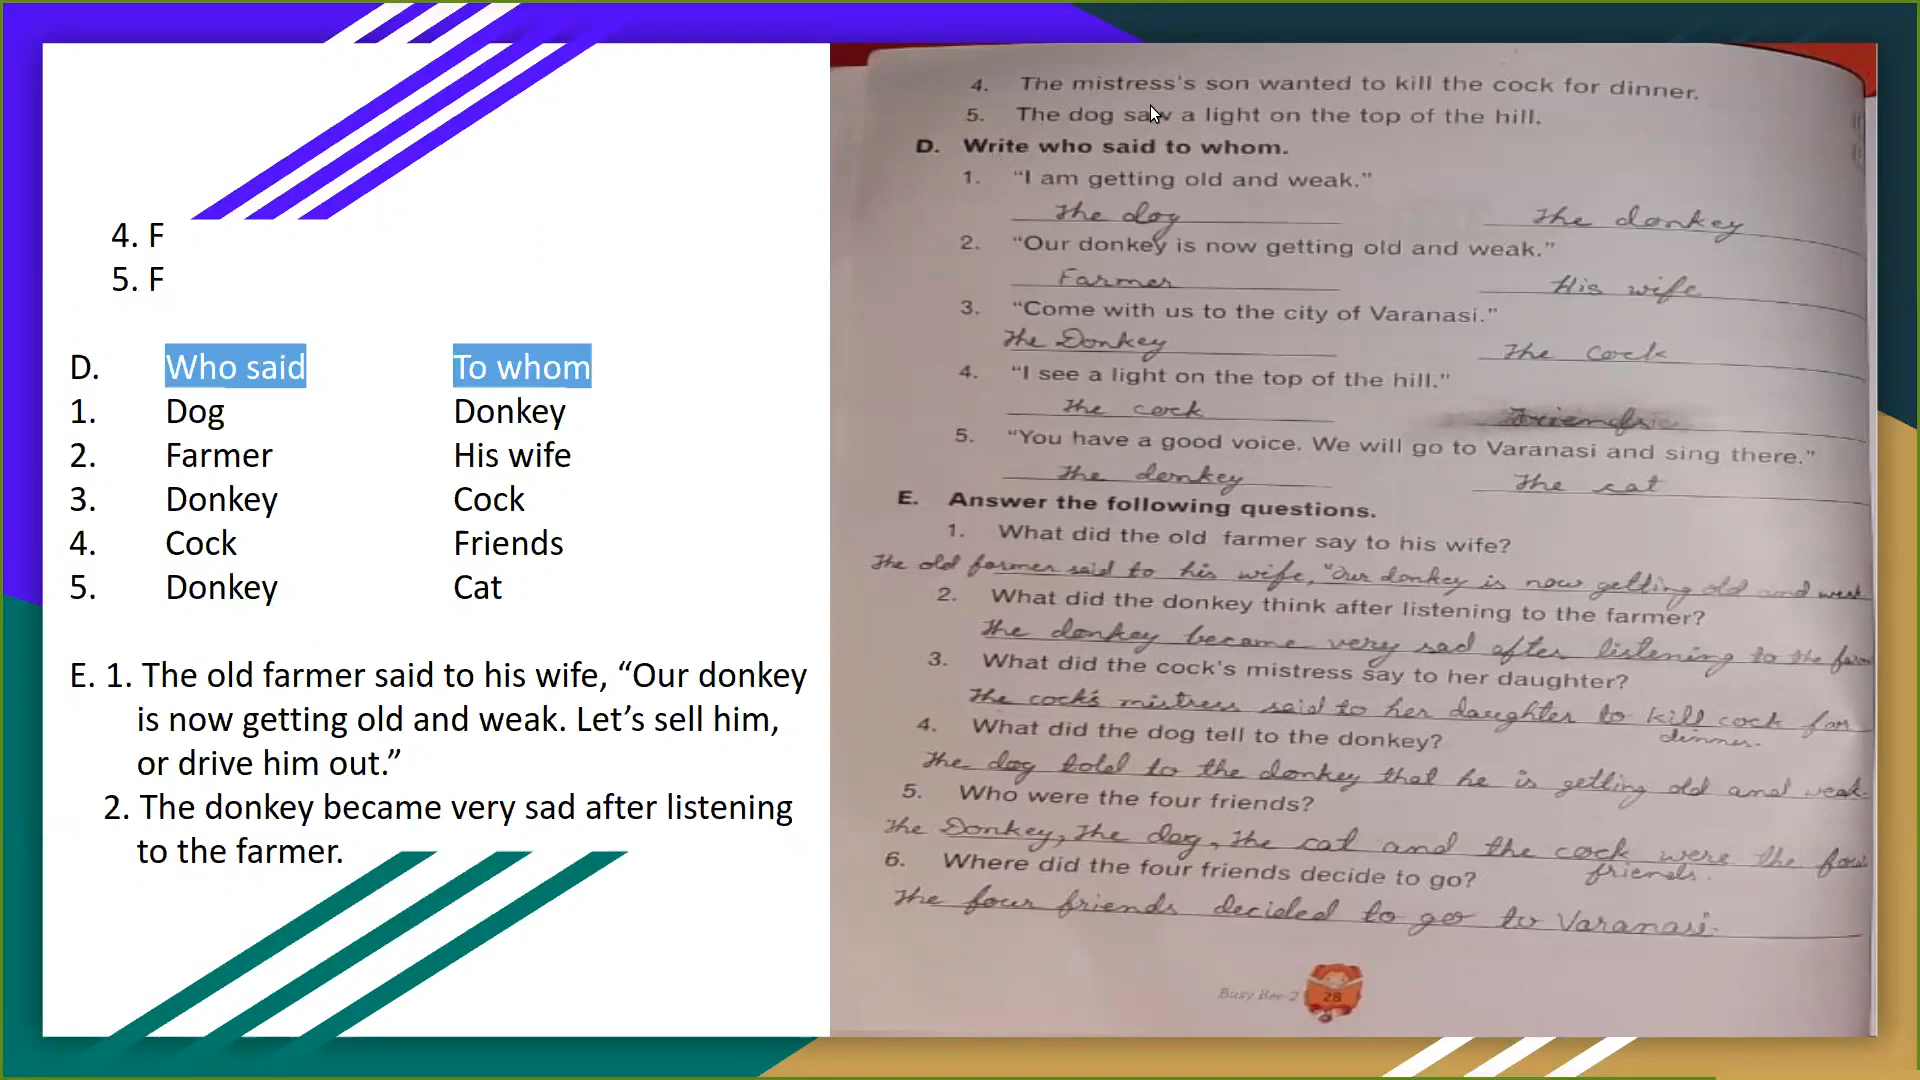 4. F
5. F
D. Who said To whom
1. Dog Donkey
2. Farmer His wife
3. Donkey Cock
4. Cock Friends
5. Donkey Cat
E. 1. The old farmer said to his wife, “Our donkey
is now getting old and weak. Let’s sell him,
or drive him out.”
2. The donkey became very sad after listening
to the farmer.
4. The mistress's son wanted to kill the cock for dinner.
5. The dog saw a light on the top of the hill.
D. Write who said to whom.
1. "I am getting old and weak."
The dog The donkey
2. "Our donkey is now getting old and weak."
Farmer His wife
3. "Come with us to the city of Varanasi."
The Donkey The cock
4. "I see a light on the top of the hill."
The cock Friends
5. "You have a good voice. We will go to Varanasi and sing there."
The donkey The cat
E. Answer the following questions.
1. What did the old farmer say to his wife?
The old farmer said to his wife, "Our donkey is now getting old and weak
2. What did the donkey think after listening to the farmer?
The donkey became very sad after listening to the
3. What did the cock's mistress say to her daughter?
The cock's mistress said to her daughter to kill cock for
dinner.
4. What did the dog tell to the donkey?
The dog told to the donkey that he is getting old and weak.
5. Who were the four friends?
The Donkey, The dog, The cat and the cock were the four
friends.
6. Where did the four friends decide to go?
The four friends decided to go to Varanasi.
Busy Bee-2 28